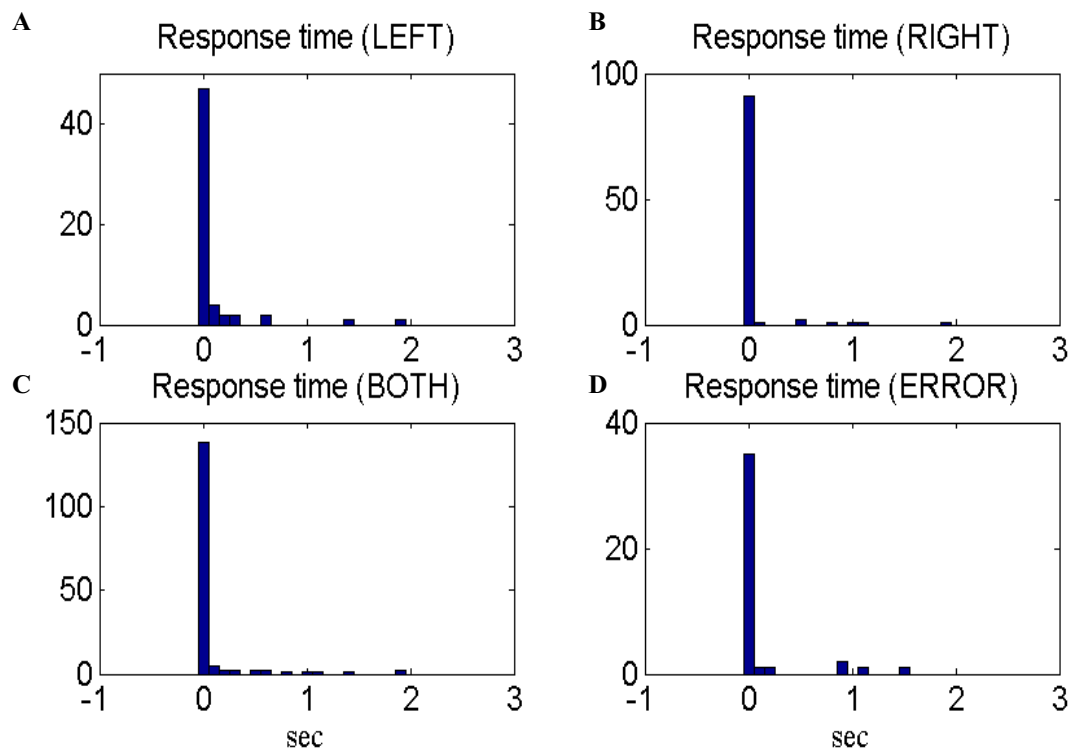 A
Response time (LEFT)
40
20
0
-1 0 1 2 3
B
Response time (RIGHT)
100
50
0
-1 0 1 2 3
C
Response time (BOTH)
150
100
50
0
-1 0 1 2 3
sec
D
Response time (ERROR)
40
20
0
-1 0 1 2 3
sec